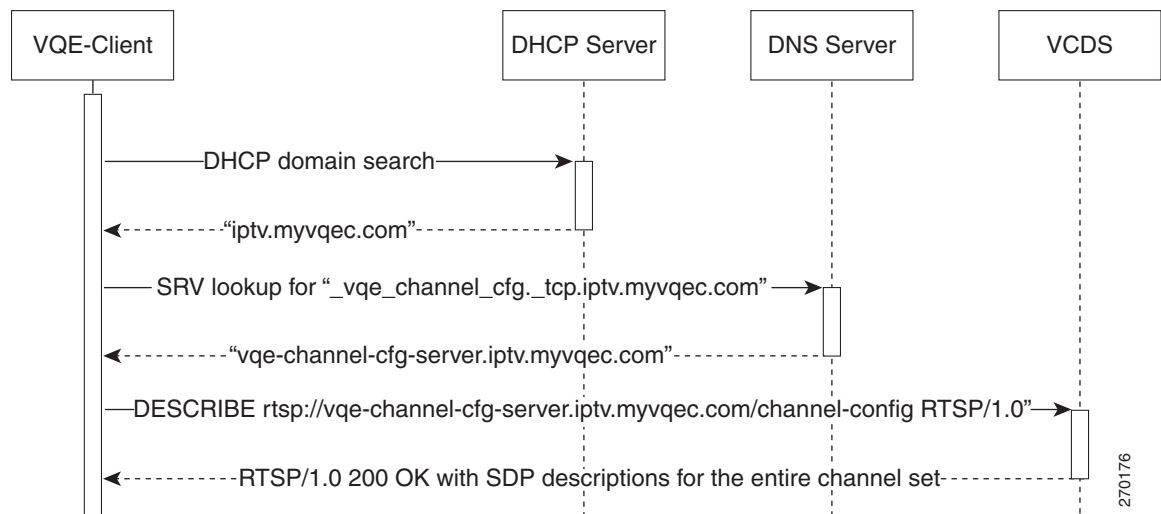 VQE-Client
DHCP Server
DNS Server
VCDS
DHCP domain search
“iptv.myvqec.com”
SRV lookup for “_vqe_channel_cfg._tcp.iptv.myvqec.com”
“vqe-channel-cfg-server.iptv.myvqec.com”
DESCRIBE rtsp://vqe-channel-cfg-server.iptv.myvqec.com/channel-config RTSP/1.0”
RTSP/1.0 200 OK with SDP descriptions for the entire channel set
270176